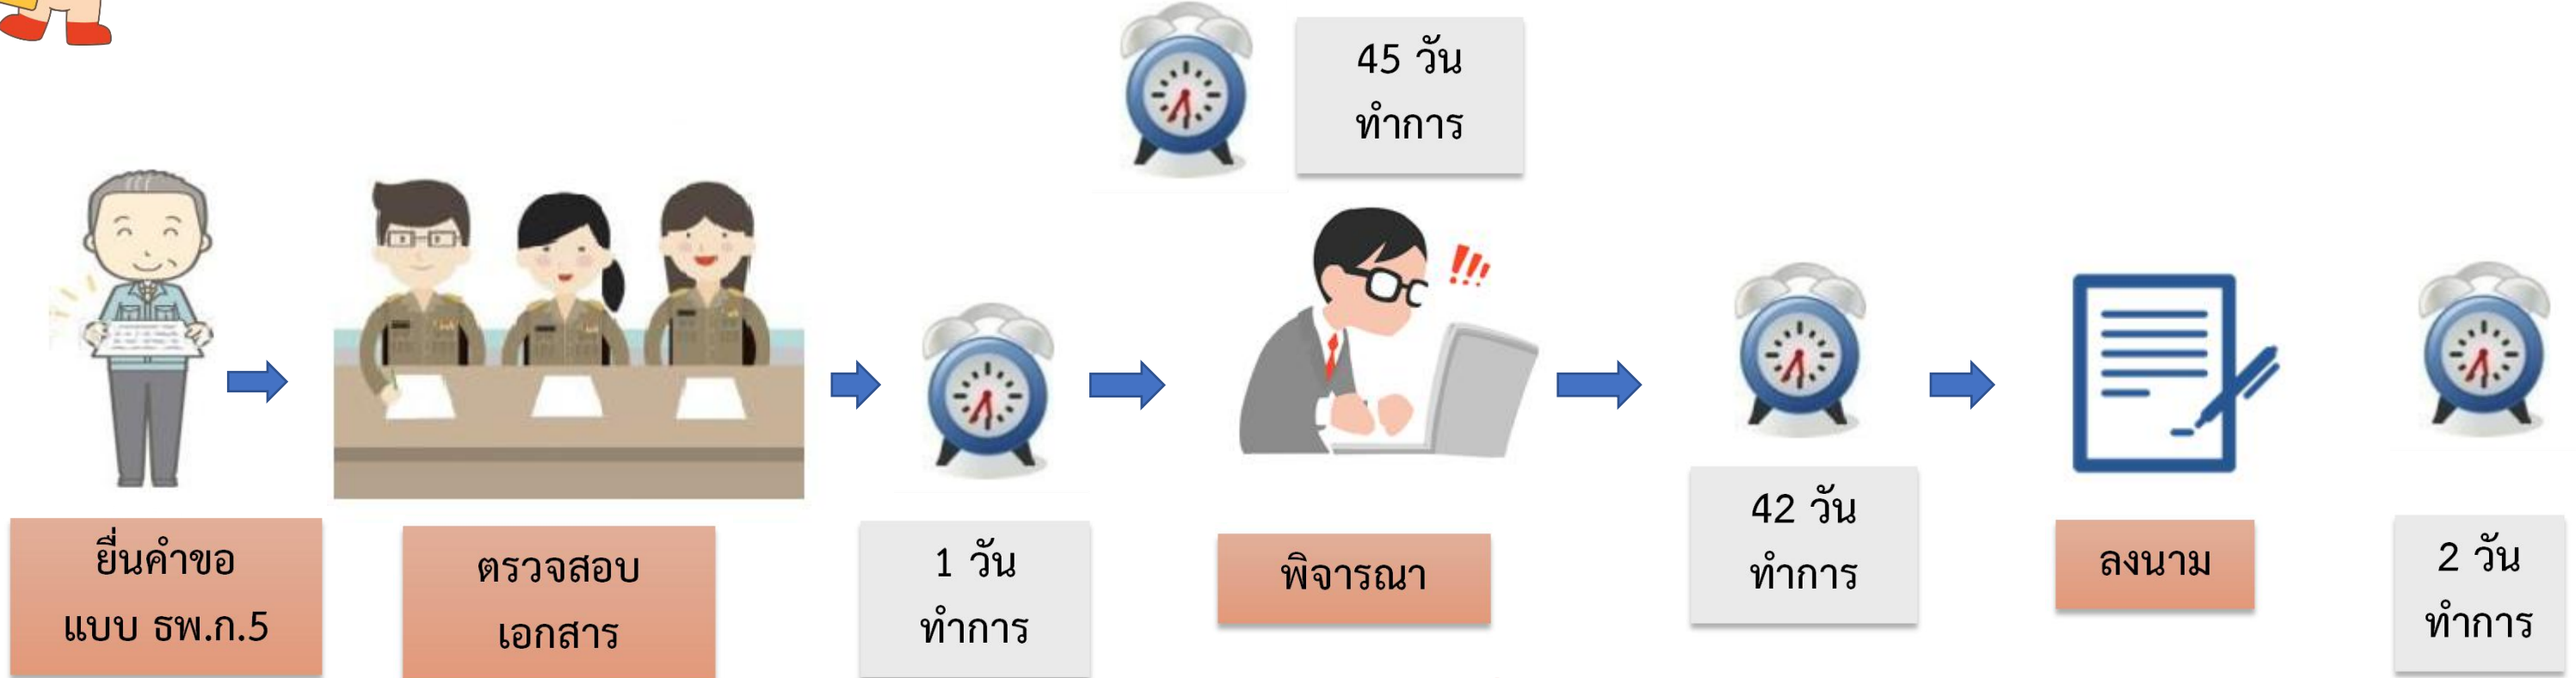 45 วัน
ทำการ
ยื่นคำขอ
แบบ ธพ.ก.5
ตรวจสอบ
เอกสาร
1 วัน
ทำการ
พิจารณา
42 วัน
ทำการ
ลงนาม
2 วัน
ทำการ